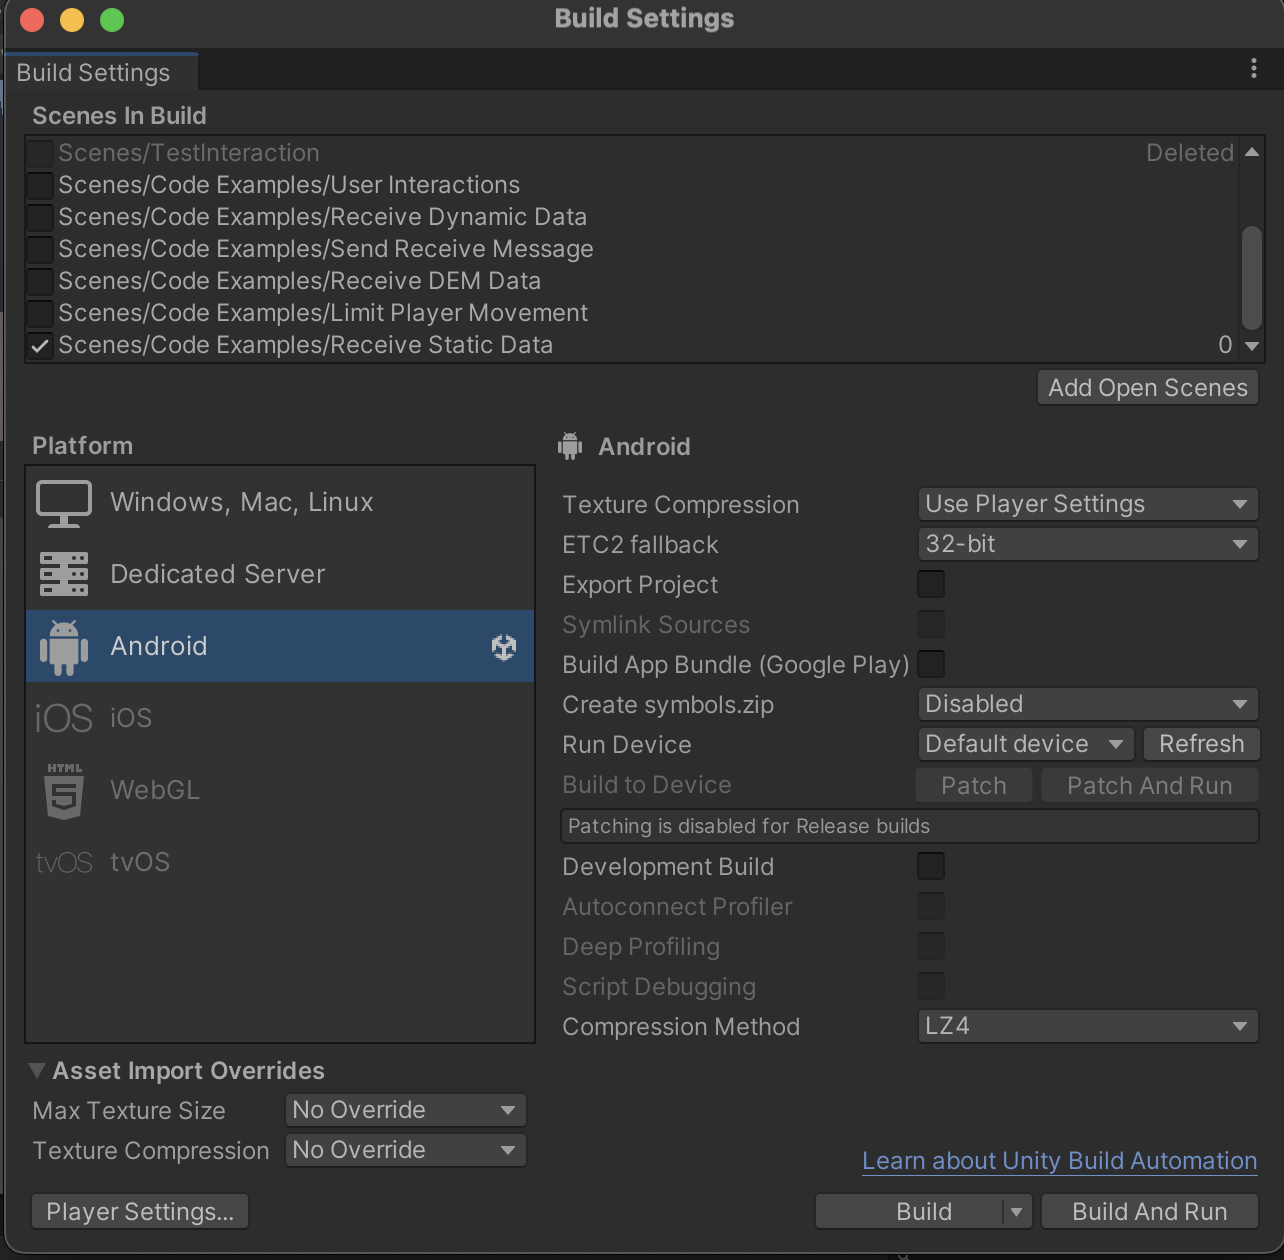 Build Settings
Build Settings
Scenes In Build
Scenes/TestInteraction Deleted
Scenes/Code Examples/User Interactions
Scenes/Code Examples/Receive Dynamic Data
Scenes/Code Examples/Send Receive Message
Scenes/Code Examples/Receive DEM Data
Scenes/Code Examples/Limit Player Movement
Scenes/Code Examples/Receive Static Data 0
Add Open Scenes
Platform
Windows, Mac, Linux
Dedicated Server
Android
iOS iOS
HTML 5 WebGL
tvOS tvOS
Android
Texture Compression Use Player Settings
ETC2 fallback 32-bit
Export Project
Symlink Sources
Build App Bundle (Google Play)
Create symbols.zip Disabled
Run Device Default device Refresh
Build to Device Patch Patch And Run
Patching is disabled for Release builds
Development Build
Autoconnect Profiler
Deep Profiling
Script Debugging
Compression Method LZ4
Asset Import Overrides
Max Texture Size No Override
Texture Compression No Override
Learn about Unity Build Automation
Player Settings... Build Build And Run